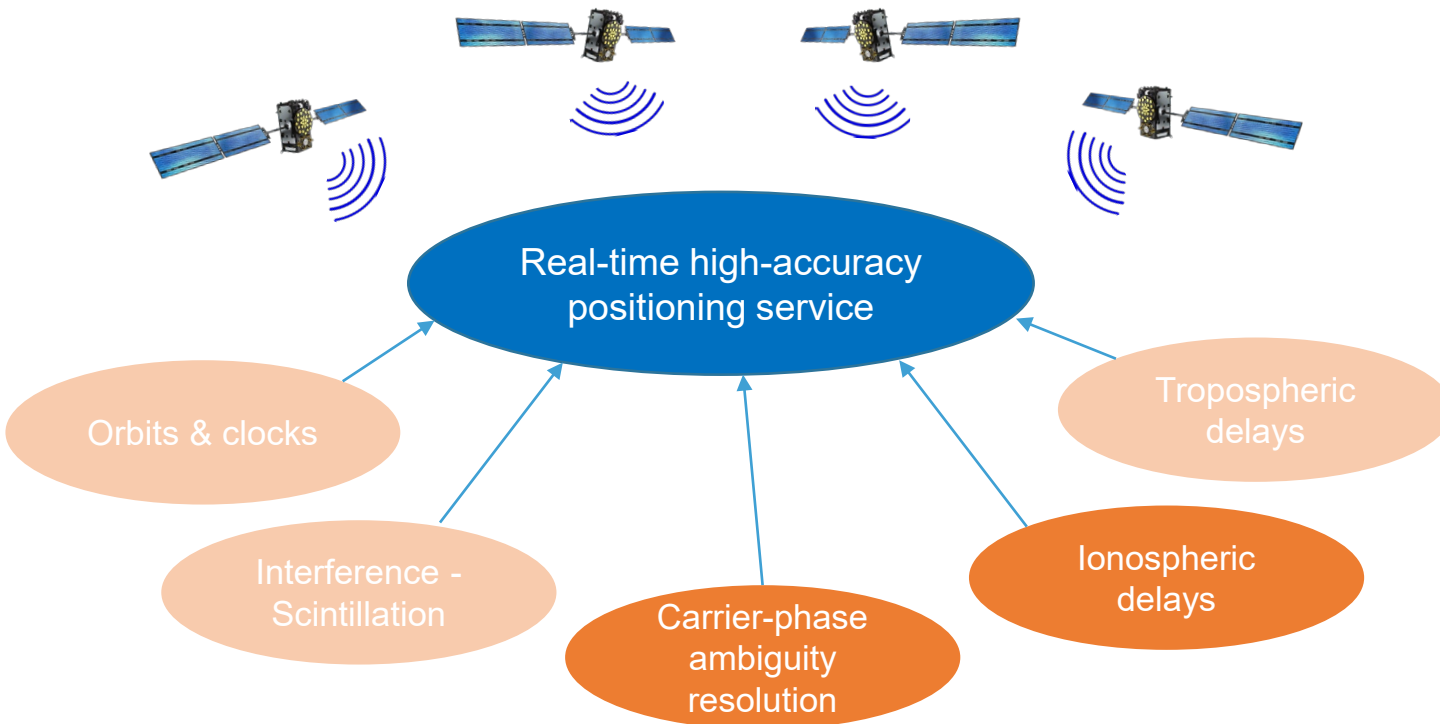 Real-time high-accuracy
positioning service
Orbits & clocks
Interference -
Scintillation
Carrier-phase
ambiguity
resolution
Ionospheric
delays
Tropospheric
delays